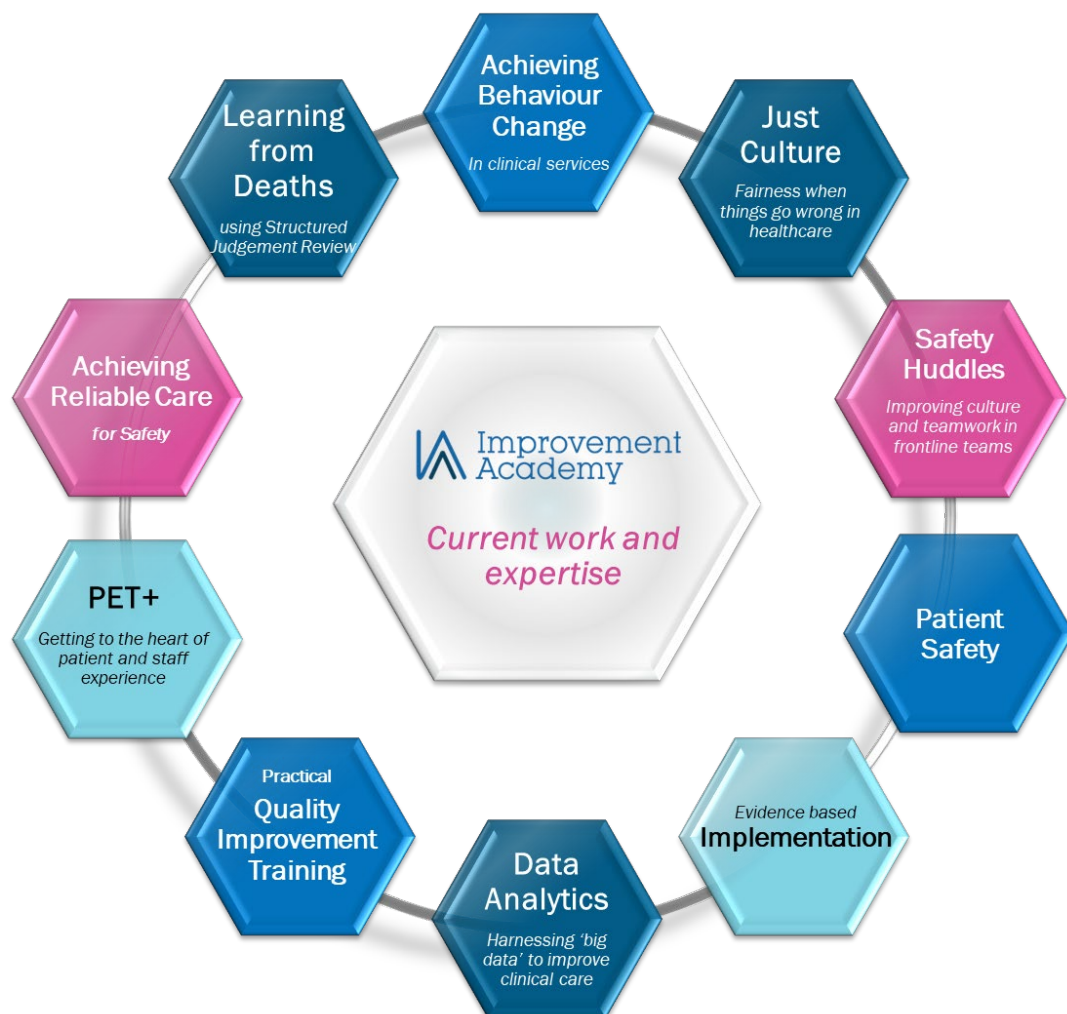 Achieving
Behaviour
Change
In clinical services
Just
Culture
Fairness when
things go wrong in
healthcare
Safety
Huddles
Improving culture
and teamwork in
frontline teams
Patient
Safety
Evidence based
Implementation
Data
Analytics
Harnessing ‘big
data’ to improve
clinical care
Practical
Quality
Improvement
Training
PET+
Getting to the heart of
patient and staff
experience
Achieving
Reliable Care
for Safety
Learning
from
Deaths
using Structured
Judgement Review
IA Improvement
Academy
Current work and
expertise